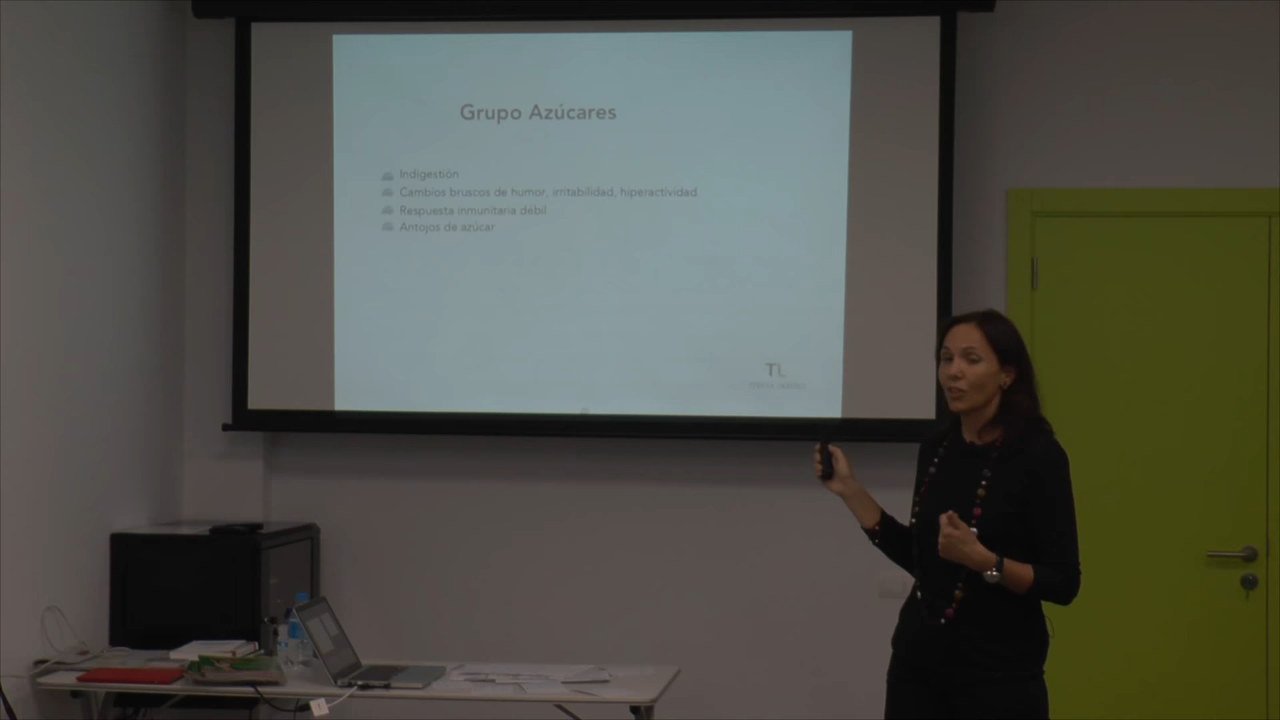 Grupo Azúcares
Indigestión
Cambios bruscos de humor, irritabilidad, hiperactividad
Respuesta inmunitaria débil
Antojos de azúcar
TL